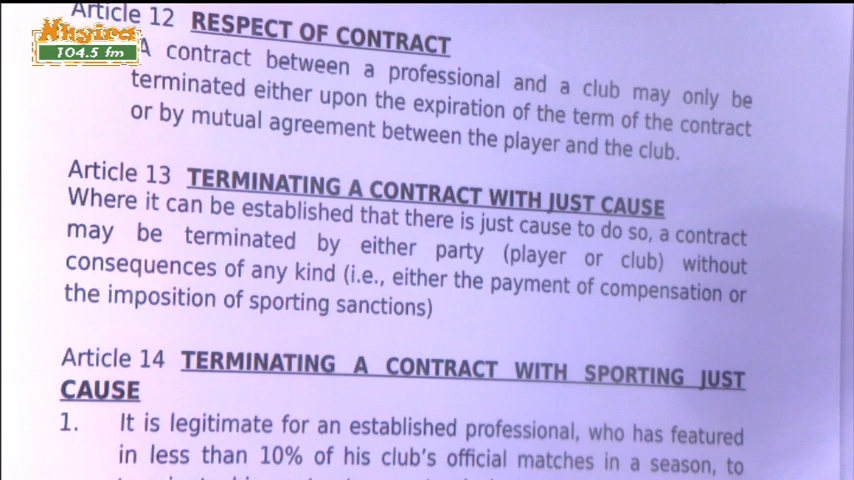 Nhyira
104.5 fm
Article 12 RESPECT OF CONTRACT
A contract between a professional and a club may only be
terminated either upon the expiration of the term of the contract
or by mutual agreement between the player and the club.
Article 13 TERMINATING A CONTRACT WITH JUST CAUSE
Where it can be established that there is just cause to do so, a contract
may be terminated by either party (player or club) without
consequences of any kind (i.e., either the payment of compensation or
the imposition of sporting sanctions)
Article 14 TERMINATING A CONTRACT WITH SPORTING JUST
CAUSE
1. It is legitimate for an established professional, who has featured
in less than 10% of his club's official matches in a season, to